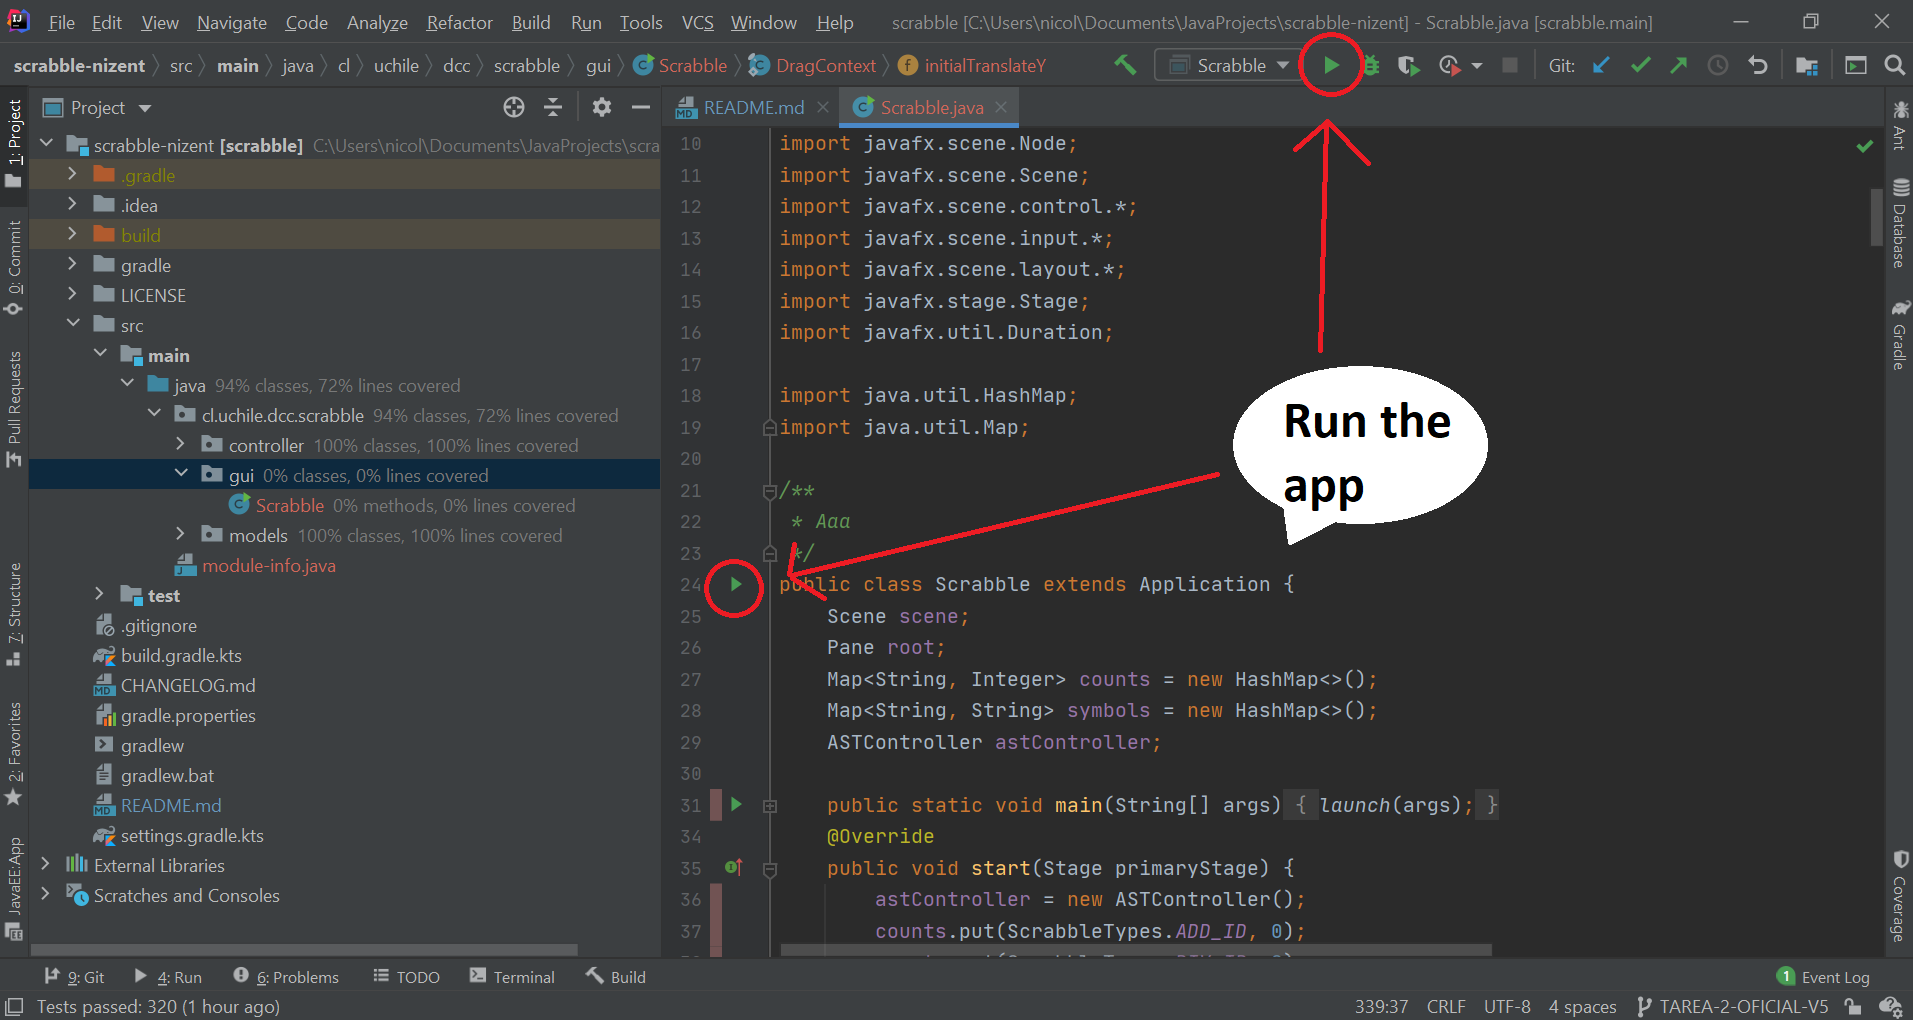 File Edit View Navigate Code Analyze Refactor Build Run Tools VCS Window Help scrabble [C:\Users\nicol\Documents\JavaProjects\scrabble-nizent] - Scrabble.java [scrabble.main]
scrabble-nizent src main java cl uchile dcc scrabble gui Scrabble DragContext initialTranslateY Scrabble Git:
Project
README.md Scrabble.java
scrabble-nizent [scrabble] C:\Users\nicol\Documents\JavaProjects\scra
.gradle
.idea
build
gradle
LICENSE
src
main
java 94% classes, 72% lines covered
cl.uchile.dcc.scrabble 94% classes, 72% lines covered
controller 100% classes, 100% lines covered
gui 0% classes, 0% lines covered
Scrabble 0% methods, 0% lines covered
models 100% classes, 100% lines covered
module-info.java
test
.gitignore
build.gradle.kts
CHANGELOG.md
gradle.properties
gradlew
gradlew.bat
README.md
settings.gradle.kts
External Libraries
Scratches and Consoles
1: Project
0: Commit
Pull Requests
7: Structure
2: Favorites
JavaEE:App
10 import javafx.scene.Node;
11 import javafx.scene.Scene;
12 import javafx.scene.control.*;
13 import javafx.scene.input.*;
14 import javafx.scene.layout.*;
15 import javafx.stage.Stage;
16 import javafx.util.Duration;
17
18 import java.util.HashMap;
19 import java.util.Map;
20
21 /**
22 * Aaa
23 */
24 public class Scrabble extends Application {
25 Scene scene;
26 Pane root;
27 Map<String, Integer> counts = new HashMap<>();
28 Map<String, String> symbols = new HashMap<>();
29 ASTController astController;
30
31 public static void main(String[] args) { launch(args); }
34 @Override
35 public void start(Stage primaryStage) {
36 astController = new ASTController();
37 counts.put(ScrabbleTypes.ADD_ID, 0);
Run the
app
Ant
Database
Gradle
Coverage
9: Git 4: Run 6: Problems TODO Terminal Build 1 Event Log
Tests passed: 320 (1 hour ago) 339:37 CRLF UTF-8 4 spaces TAREA-2-OFICIAL-V5